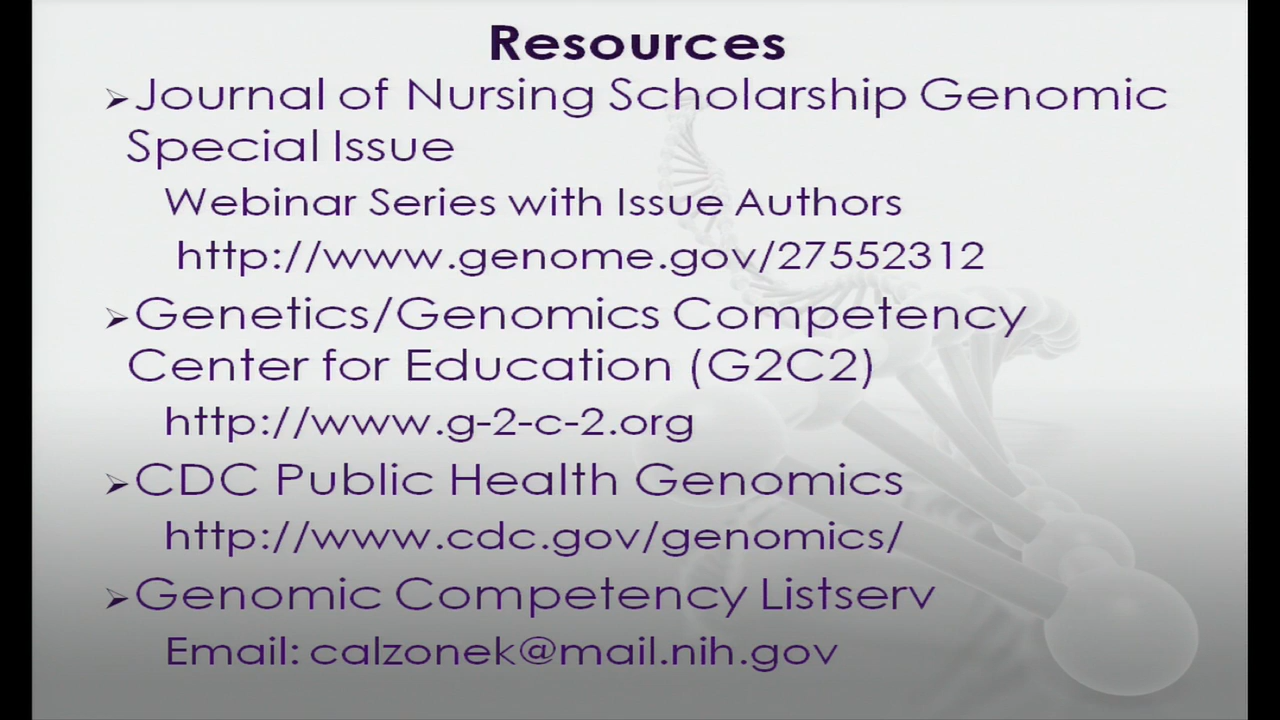 Resources
➢Journal of Nursing Scholarship Genomic
Special Issue
Webinar Series with Issue Authors
http://www.genome.gov/27552312
➢Genetics/Genomics Competency
Center for Education (G2C2)
http://www.g-2-c-2.org
➢CDC Public Health Genomics
http://www.cdc.gov/genomics/
➢Genomic Competency Listserv
Email: calzonek@mail.nih.gov